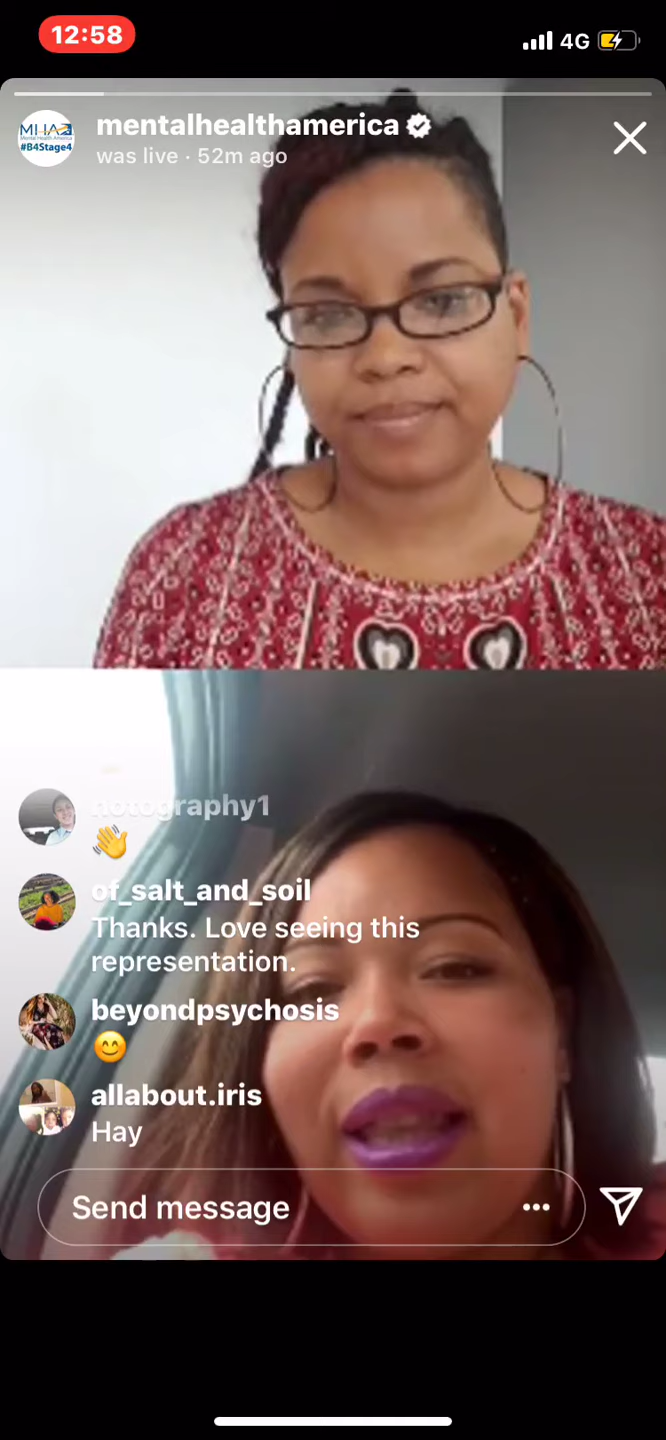 12:58
4G
MHA
Mental Health America
#B4Stage4
mentalhealthamerica
was live · 52m ago
notography1
👋
of_salt_and_soil
Thanks. Love seeing this
representation.
beyondpsychosis
😊
allabout.iris
Hay
Send message